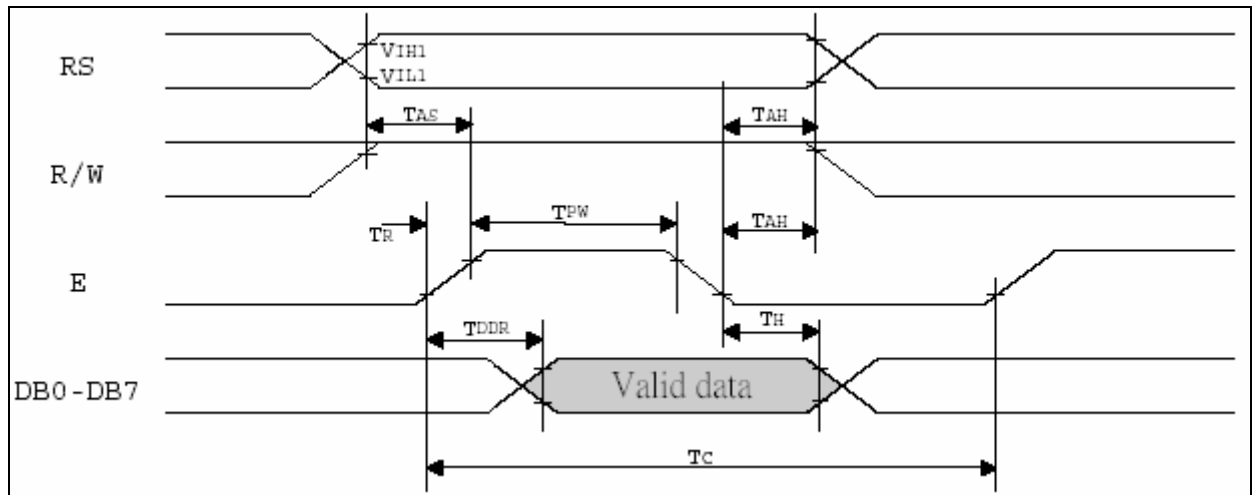 RS
VIH1
VIL1
TAS
TAH
R/W
TPW
TR
TAH
E
TDDR
TH
DB0-DB7
Valid data
TC